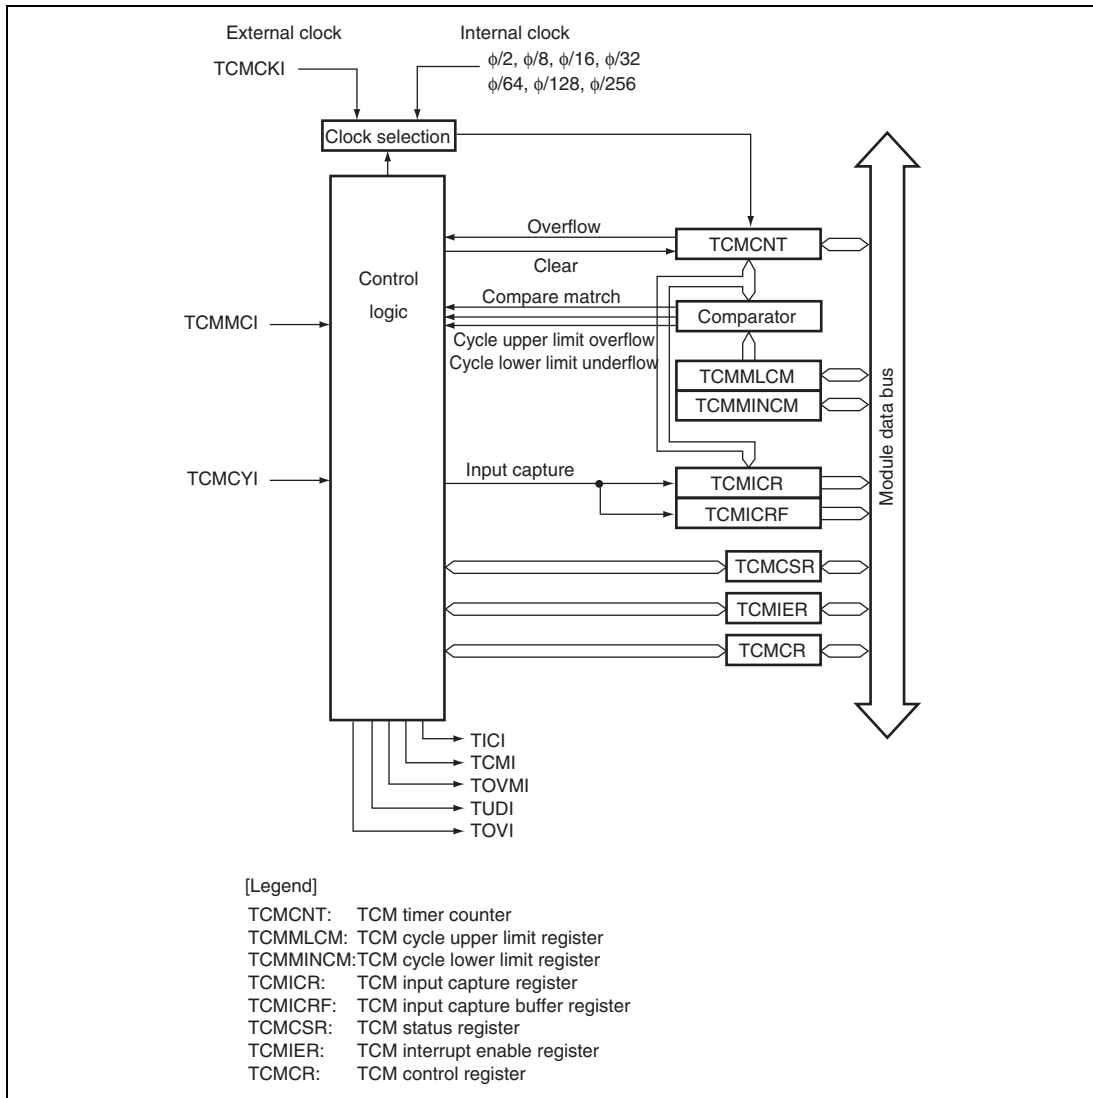 External clock
Internal clock
TCMCKI
ϕ/2, ϕ/8, ϕ/16, ϕ/32
ϕ/64, ϕ/128, ϕ/256
Clock selection
Overflow
TCMCNT
Clear
Control
logic
Compare matrch
Comparator
TCMMCI
Cycle upper limit overflow
Cycle lower limit underflow
TCMMLCM
TCMMINCM
Module data bus
TCMCYI
Input capture
TCMICR
TCMICRF
TCMCSR
TCMIER
TCMCR
TICI
TCMI
TOVMI
TUDI
TOVI
[Legend]
TCMCNT: TCM timer counter
TCMMLCM: TCM cycle upper limit register
TCMMINCM:TCM cycle lower limit register
TCMICR: TCM input capture register
TCMICRF: TCM input capture buffer register
TCMCSR: TCM status register
TCMIER: TCM interrupt enable register
TCMCR: TCM control register